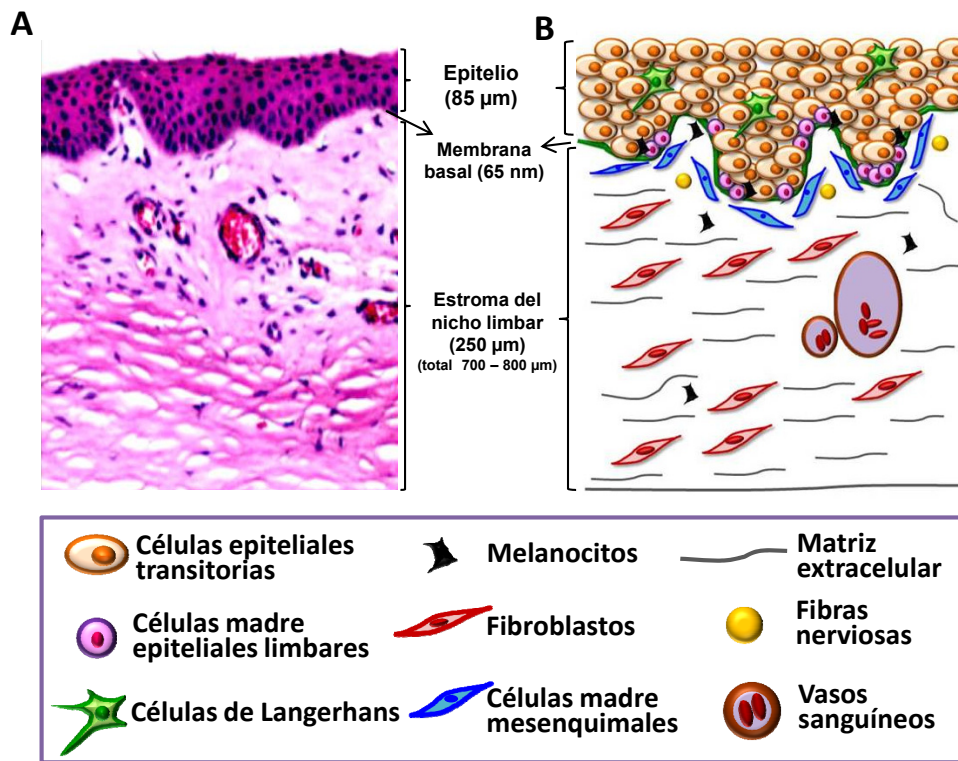 A
B
Epitelio
(85 µm)
Membrana
basal (65 nm)
Estroma del
nicho limbar
(250 µm)
(total 700 – 800 µm)
Células epiteliales
transitorias
Melanocitos
Matriz
extracelular
Células madre
epiteliales limbares
Fibroblastos
Fibras
nerviosas
Células de Langerhans
Células madre
mesenquimales
Vasos
sanguíneos